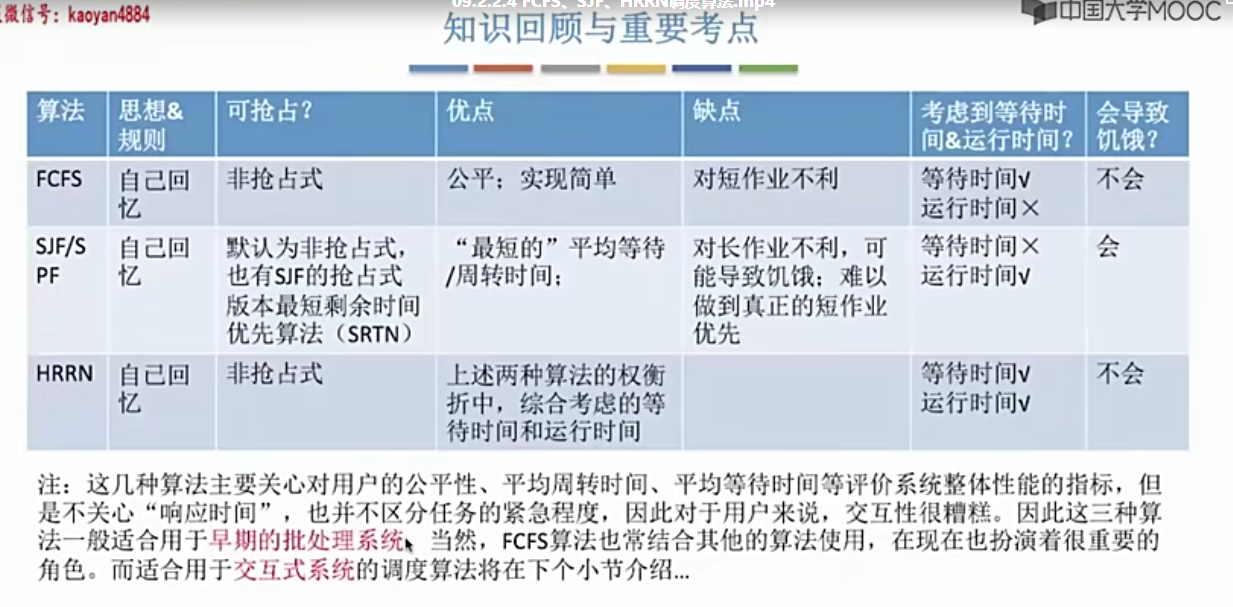 微信号：kaoyan4884
09.2.2.4 FCFS、SJF、HRRN调度算法.mp4
中国大学MOOC
知识回顾与重要考点
算法
思想&
规则
可抢占？
优点
缺点
考虑到等待时
间&运行时间？
会导致
饥饿？
FCFS
自己回
忆
非抢占式
公平；实现简单
对短作业不利
等待时间√
运行时间×
不会
SJF/S
PF
自己回
忆
默认为非抢占式，
也有SJF的抢占式
版本最短剩余时间
优先算法（SRTN）
“最短的”平均等待
/周转时间；
对长作业不利，可
能导致饥饿；难以
做到真正的短作业
优先
等待时间×
运行时间√
会
HRRN
自己回
忆
非抢占式
上述两种算法的权衡
折中，综合考虑的等
待时间和运行时间
等待时间√
运行时间√
不会
注：这几种算法主要关心对用户的公平性、平均周转时间、平均等待时间等评价系统整体性能的指标，但
是不关心“响应时间”，也并不区分任务的紧急程度，因此对于用户来说，交互性很糟糕。因此这三种算
法一般适合用于早期的批处理系统，当然，FCFS算法也常结合其他的算法使用，在现在也扮演着很重要的
角色。而适合用于交互式系统的调度算法将在下个小节介绍...